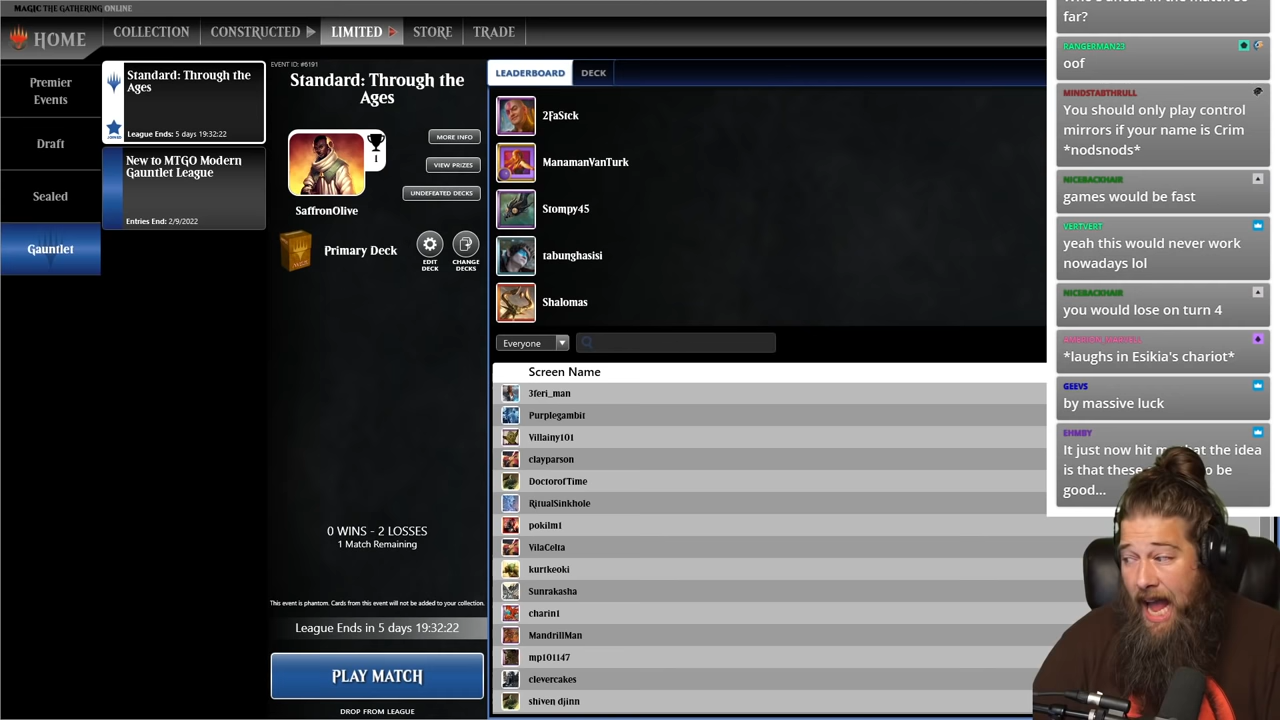 MAGIC THE GATHERING ONLINE
HOME
COLLECTION
CONSTRUCTED
LIMITED
STORE
TRADE
Premier
Events
Draft
Sealed
Gauntlet
Standard: Through the
Ages
League Ends: 5 days 19:32:22
New to MTGO Modern
Gauntlet League
Entries End: 2/9/2022
EVENT ID: #6191
Standard: Through the
Ages
1
MORE INFO
VIEW PRIZES
UNDEFEATED DECKS
SaffronOlive
Primary Deck
EDIT
DECK
CHANGE
DECKS
0 WINS - 2 LOSSES
1 Match Remaining
This event is phantom. Cards from this event will not be added to your collection.
League Ends in 5 days 19:32:22
PLAY MATCH
DROP FROM LEAGUE
LEADERBOARD
DECK
2FaStck
ManamanVanTurk
Stompy45
tabunghasisi
Shalomas
Everyone
Screen Name
3feri_man
Purplegambit
Villainy101
clayparson
DoctorofTime
RitualSinkhole
pokilm1
VilaCelta
kurtkeoki
Sunrakasha
charin1
MandrillMan
mp101147
clevercakes
shiven djinn
far?
RANGERMAN23
oof
MINDSTABTHRULL
You should only play control
mirrors if your name is Crim
*nodsnods*
NICEBACKHAIR
games would be fast
VERTVERT
yeah this would never work
nowadays lol
NICEBACKHAIR
you would lose on turn 4
*laughs in Esikia's chariot*
GEEVS
by massive luck
EHMBY
It just now hit at the idea
is that these to be
good...